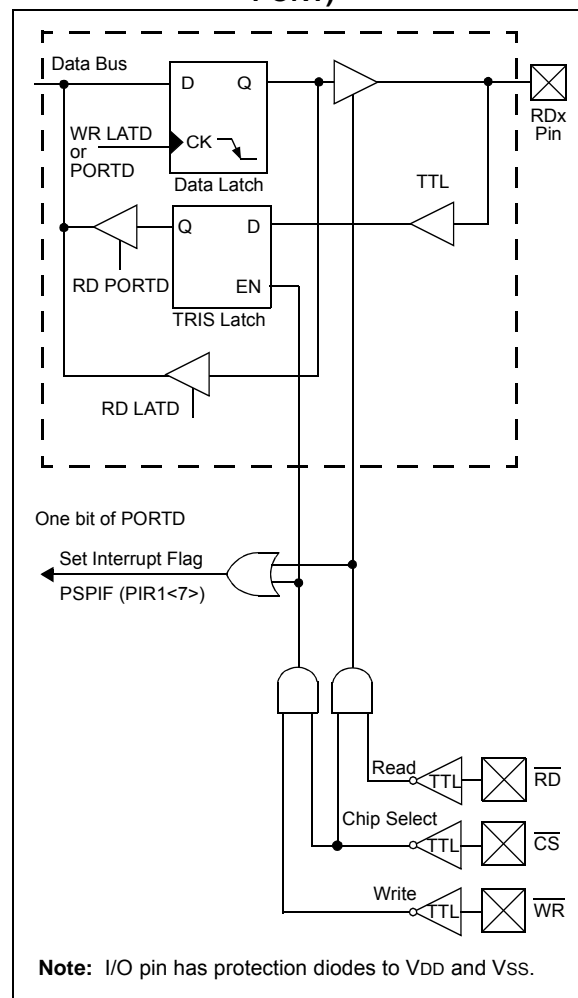 Data Bus
D
Q
WR LATD
or
PORTD
CK
Data Latch
RDx
Pin
TTL
Q
D
RD PORTD
EN
TRIS Latch
RD LATD
One bit of PORTD
Set Interrupt Flag
PSPIF (PIR1<7>)
Read
TTL
RD
Chip Select
TTL
CS
Write
TTL
WR
Note: I/O pin has protection diodes to VDD and VSS.